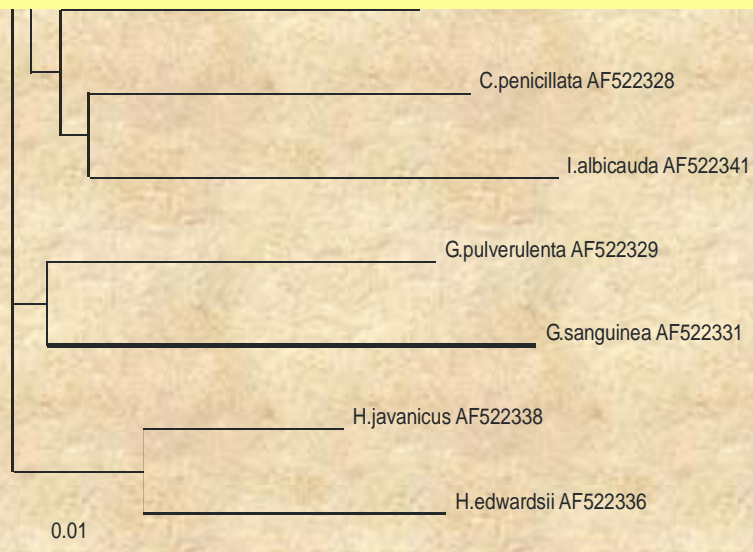 C.penicillata AF522328
I.albicauda AF522341
G.pulverulenta AF522329
G.sanguinea AF522331
H.javanicus AF522338
H.edwardsii AF522336
0.01